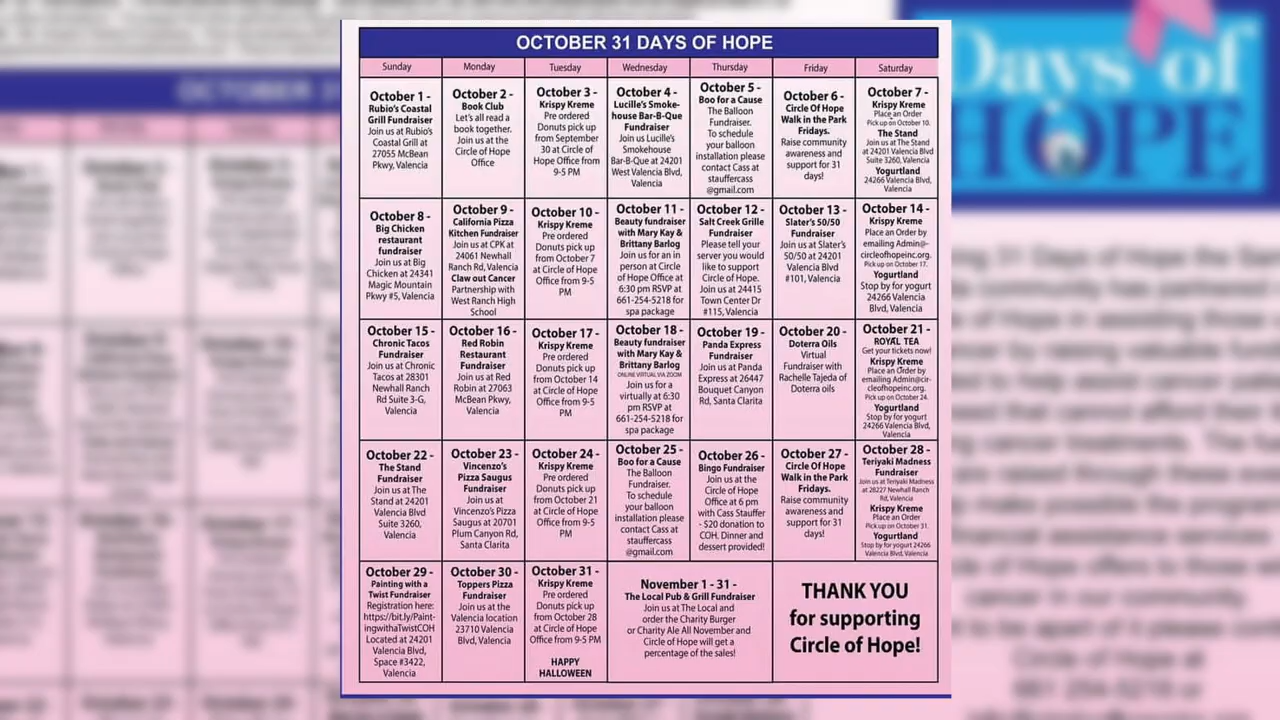 OCTOBER 31 DAYS OF HOPE
Sunday
Monday
Tuesday
Wednesday
Thursday
Friday
Saturday
October 1 -
Rubio's Coastal
Grill Fundraiser
Join us at Rubio's
Coastal Grill at
27055 McBean
Pkwy, Valencia
October 2 -
Book Club
Let's all read a
book together.
Join us at the
Circle of Hope
Office
October 3 -
Krispy Kreme
Pre ordered
Donuts pick up
from September
30 at Circle of
Hope Office from
9-5 PM
October 4 -
Lucille's Smoke-
house Bar-B-Que
Fundraiser
Join us Lucille's
Smokehouse
Bar-B-Que at 24201
West Valencia Blvd,
Valencia
October 5 -
Boo for a Cause
The Balloon
Fundraiser.
To schedule
your balloon
installation please
contact Cass at
stauffercass
@gmail.com
October 6 -
Circle Of Hope
Walk in the Park
Fridays.
Raise community
awareness and
support for 31
days!
October 7 -
Krispy Kreme
Place an Order
Pick up on October 10.
The Stand
Join us at The Stand
at 24201 Valencia Blvd
Suite 3260, Valencia
Yogurtland
24266 Valencia Blvd,
Valencia
October 8 -
Big Chicken
restaurant
fundraiser
Join us at Big
Chicken at 24341
Magic Mountain
Pkwy #5, Valencia
October 9 -
California Pizza
Kitchen Fundraiser
Join us at CPK at
24061 Newhall
Ranch Rd, Valencia
Claw out Cancer
Partnership with
West Ranch High
School
October 10 -
Krispy Kreme
Pre ordered
Donuts pick up
from October 7
at Circle of Hope
Office from 9-5
PM
October 11 -
Beauty fundraiser
with Mary Kay &
Brittany Barlog
Join us for an in
person at Circle
of Hope Office at
6:30 pm RSVP at
661-254-5218 for
spa package
October 12 -
Salt Creek Grille
Fundraiser
Please tell your
server you would
like to support
Circle of Hope.
Join us at 24415
Town Center Dr
#115, Valencia
October 13 -
Slater's 50/50
Fundraiser
Join us at Slater's
50/50 at 24201
Valencia Blvd
#101, Valencia
October 14 -
Krispy Kreme
Place an Order by
emailing Admin@-
circleofhopeinc.org.
Pick up on October 17.
Yogurtland
Stop by for yogurt
24266 Valencia
Blvd, Valencia
October 15 -
Chronic Tacos
Fundraiser
Join us at Chronic
Tacos at 28301
Newhall Ranch
Rd Suite 3-G,
Valencia
October 16 -
Red Robin
Restaurant
Fundraiser
Join us at Red
Robin at 27063
McBean Pkwy,
Valencia
October 17 -
Krispy Kreme
Pre ordered
Donuts pick up
from October 14
at Circle of Hope
Office from 9-5
PM
October 18 -
Beauty fundraiser
with Mary Kay &
Brittany Barlog
ONLINE VIRTUAL VIA ZOOM
Join us for a
virtually at 6:30
pm RSVP at
661-254-5218 for
spa package
October 19 -
Panda Express
Fundraiser
Join us at Panda
Express at 26447
Bouquet Canyon
Rd, Santa Clarita
October 20 -
Doterra Oils
Virtual
Fundraiser with
Rachelle Tajeda of
Doterra oils
October 21 -
ROYAL TEA
Get your tickets now!
Krispy Kreme
Place an Order by
emailing Admin@cir-
cleofhopeinc.org.
Pick up on October 24.
Yogurtland
Stop by for yogurt
24266 Valencia Blvd,
Valencia
October 22 -
The Stand
Fundraiser
Join us at The
Stand at 24201
Valencia Blvd
Suite 3260,
Valencia
October 23 -
Vincenzo's
Pizza Saugus
Fundraiser
Join us at
Vincenzo's Pizza
Saugus at 20701
Plum Canyon Rd,
Santa Clarita
October 24 -
Krispy Kreme
Pre ordered
Donuts pick up
from October 21
at Circle of Hope
Office from 9-5
PM
October 25 -
Boo for a Cause
The Balloon
Fundraiser.
To schedule
your balloon
installation please
contact Cass at
stauffercass
@gmail.com
October 26 -
Bingo Fundraiser
Join us at the
Circle of Hope
Office at 6 pm
with Cass Stauffer
- $20 donation to
COH. Dinner and
dessert provided!
October 27 -
Circle Of Hope
Walk in the Park
Fridays.
Raise community
awareness and
support for 31
days!
October 28 -
Teriyaki Madness
Fundraiser
Join us at Teriyaki Madness
at 28227 Newhall Ranch
Rd, Valencia
Krispy Kreme
Place an Order
Pick up on October 31.
Yogurtland
Stop by for yogurt 24266
Valencia Blvd, Valencia
October 29 -
Painting with a
Twist Fundraiser
Registration here:
https://bit.ly/Paint-
ingwithaTwistCOH
Located at 24201
Valencia Blvd,
Space #3422,
Valencia
October 30 -
Toppers Pizza
Fundraiser
Join us at the
Valencia location
23710 Valencia
Blvd, Valencia
October 31 -
Krispy Kreme
Pre ordered
Donuts pick up
from October 28
at Circle of Hope
Office from 9-5 PM
HAPPY
HALLOWEEN
November 1 - 31 -
The Local Pub & Grill Fundraiser
Join us at The Local and
order the Charity Burger
or Charity Ale All November and
Circle of Hope will get a
percentage of the sales!
THANK YOU
for supporting
Circle of Hope!
Days of
HOPE